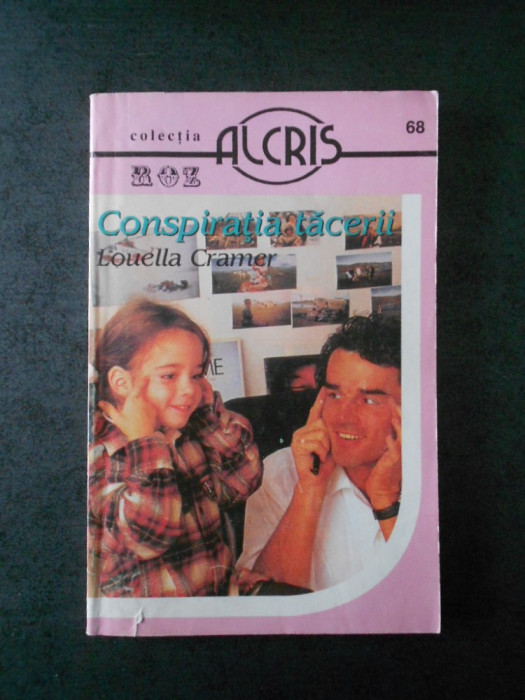 colecția
ALCRIS
68
ROZ
Conspirația tăcerii
Louella Cramer